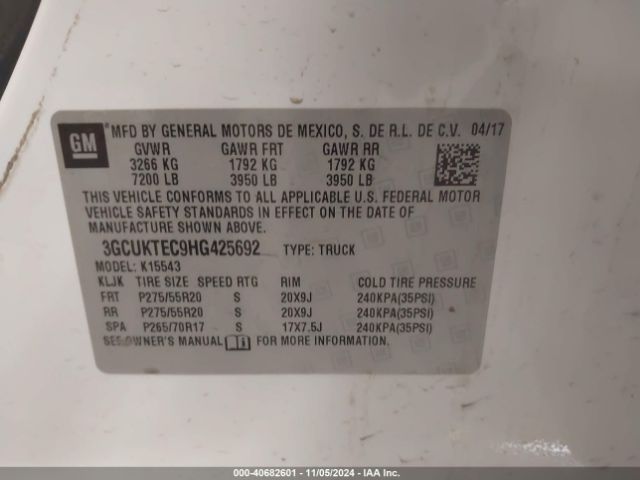 GM
MFD BY GENERAL MOTORS DE MEXICO, S. DE R.L. DE C.V. 04/17
GVWR GAWR FRT GAWR RR
3266 KG 1792 KG 1792 KG
7200 LB 3950 LB 3950 LB
THIS VEHICLE CONFORMS TO ALL APPLICABLE U.S. FEDERAL MOTOR
VEHICLE SAFETY STANDARDS IN EFFECT ON THE DATE OF
MANUFACTURE SHOWN ABOVE.
3GCUKTEC9HG425692 TYPE: TRUCK
MODEL: K15543
KLJK TIRE SIZE SPEED RTG RIM COLD TIRE PRESSURE
FRT P275/55R20 S 20X9J 240KPA(35PSI)
RR P275/55R20 S 20X9J 240KPA(35PSI)
SPA P265/70R17 S 17X7.5J 240KPA(35PSI)
SEE OWNER'S MANUAL FOR MORE INFORMATION.
000-40682601 - 11/05/2024 - IAA Inc.